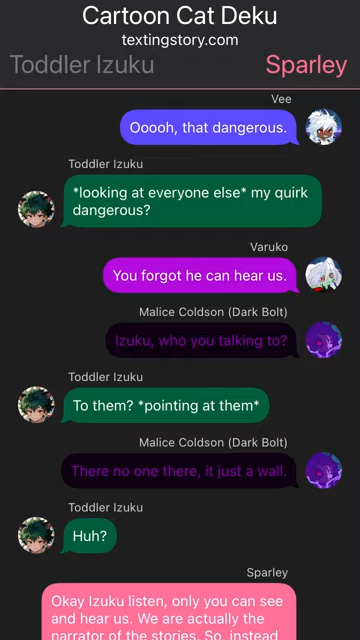 Cartoon Cat Deku
textingstory.com
Toddler Izuku
Sparley
Vee
Ooooh, that dangerous.
Toddler Izuku
*looking at everyone else* my quirk
dangerous?
Varuko
You forgot he can hear us.
Malice Coldson (Dark Bolt)
Izuku, who you talking to?
Toddler Izuku
To them? *pointing at them*
Malice Coldson (Dark Bolt)
There no one there, it just a wall.
Toddler Izuku
Huh?
Sparley
Okay Izuku listen, only you can see
and hear us. We are actually the
narrator of the stories. So, instead